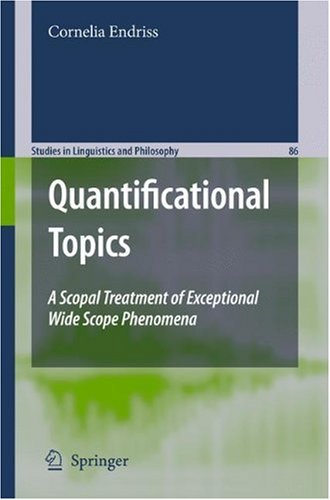 Cornelia Endriss
Studies in Linguistics and Philosophy 86
Quantificational
Topics
A Scopal Treatment of Exceptional
Wide Scope Phenomena
Springer